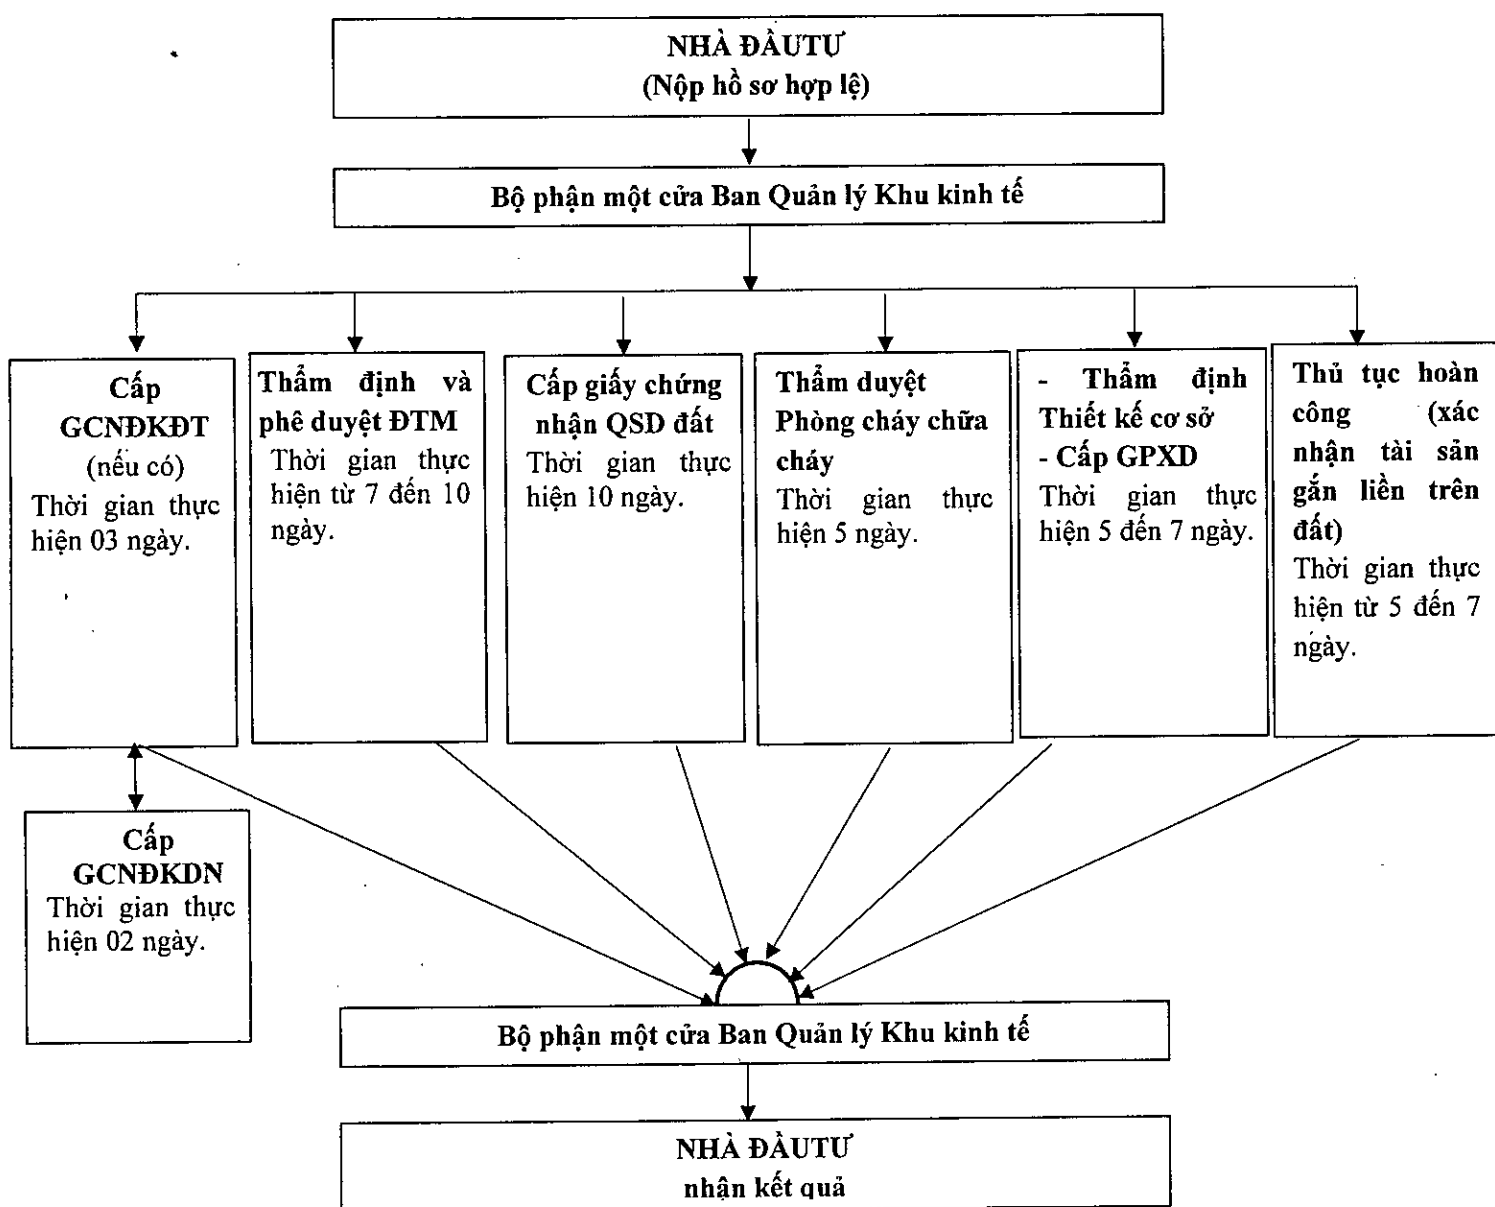 NHÀ ĐẦUTƯ
(Nộp hồ sơ hợp lệ)
Bộ phận một cửa Ban Quản lý Khu kinh tế
Cấp
GCNĐKĐT
(nếu có)
Thời gian thực
hiện 03 ngày.
Thẩm định và
phê duyệt ĐTM
Thời gian thực
hiện từ 7 đến 10
ngày.
Cấp giấy chứng
nhận QSD đất
Thời gian thực
hiện 10 ngày.
Thẩm duyệt
Phòng cháy chữa
cháy
Thời gian thực
hiện 5 ngày.
- Thẩm định
Thiết kế cơ sở
- Cấp GPXD
Thời gian thực
hiện 5 đến 7 ngày.
Thủ tục hoàn
công (xác
nhận tài sản
gắn liền trên
đất)
Thời gian thực
hiện từ 5 đến 7
ngày.
Cấp
GCNĐKDN
Thời gian thực
hiện 02 ngày.
Bộ phận một cửa Ban Quản lý Khu kinh tế
NHÀ ĐẦUTƯ
nhận kết quả